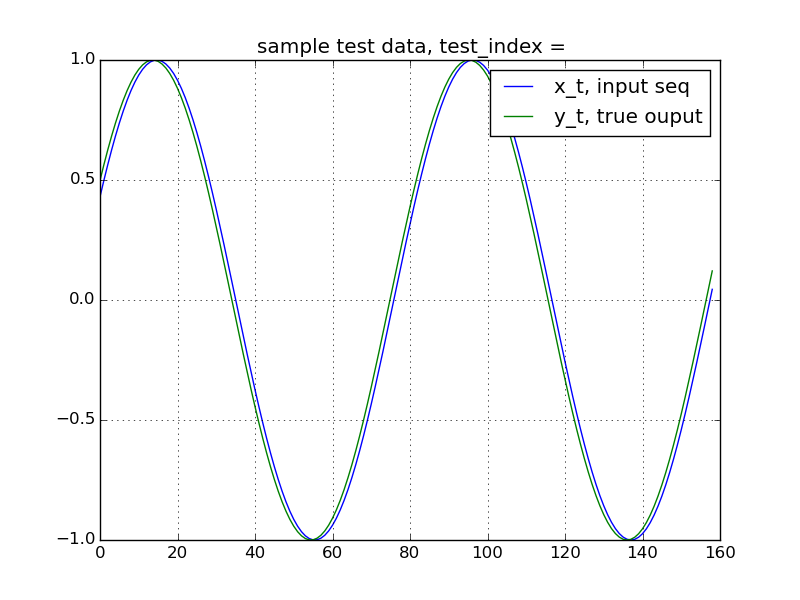 sample test data, test_index =
x_t, input seq
y_t, true ouput
1.0
0.5
0.0
−0.5
−1.0
0 20 40 60 80 100 120 140 160